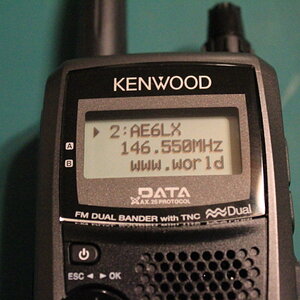 KENWOOD
▶ 2:AE6LX
146.550MHz
www.world
A
B
DATA
AX.25 PROTOCOL
FM DUAL BANDER with TNC Dual
ESC ◀ ▶ OK